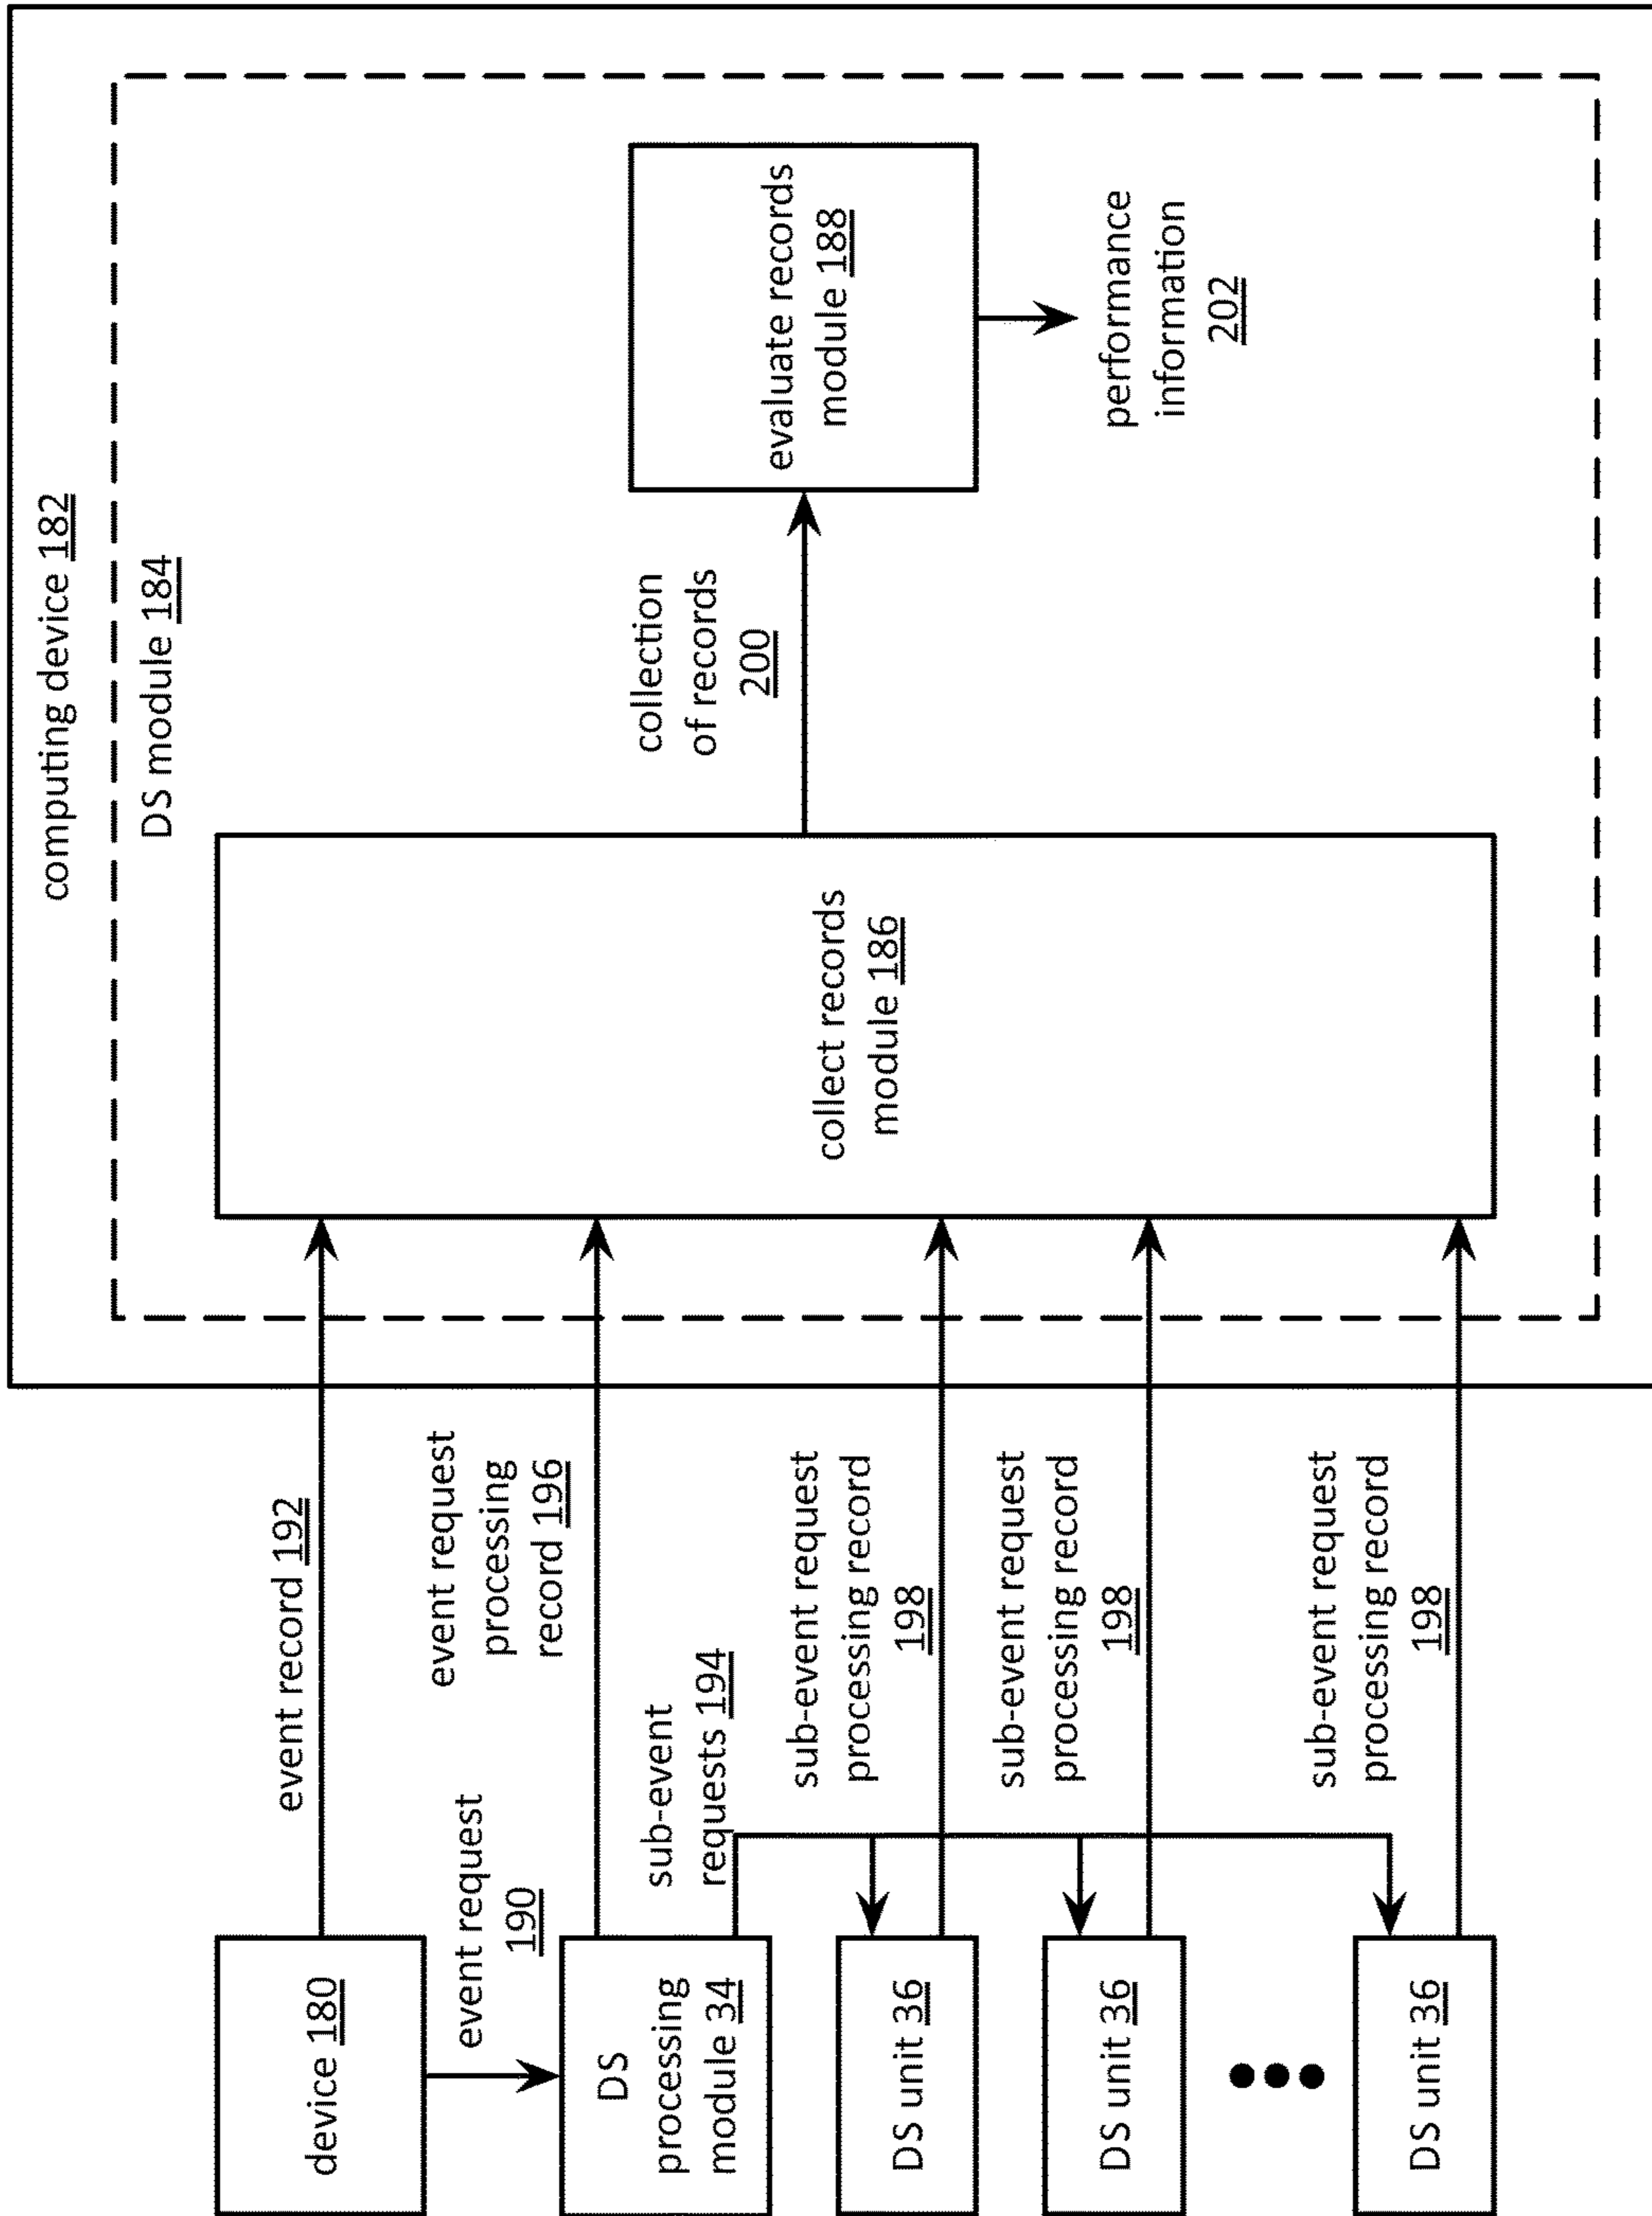 computing device 182
DS module 184
device 180
event record 192
event request
190
DS
processing
module 34
event request
processing
record 196
sub-event
requests 194
DS unit 36
sub-event request
processing record
198
DS unit 36
sub-event request
processing record
198
DS unit 36
sub-event request
processing record
198
collect records
module 186
collection
of records
200
evaluate records
module 188
performance
information
202